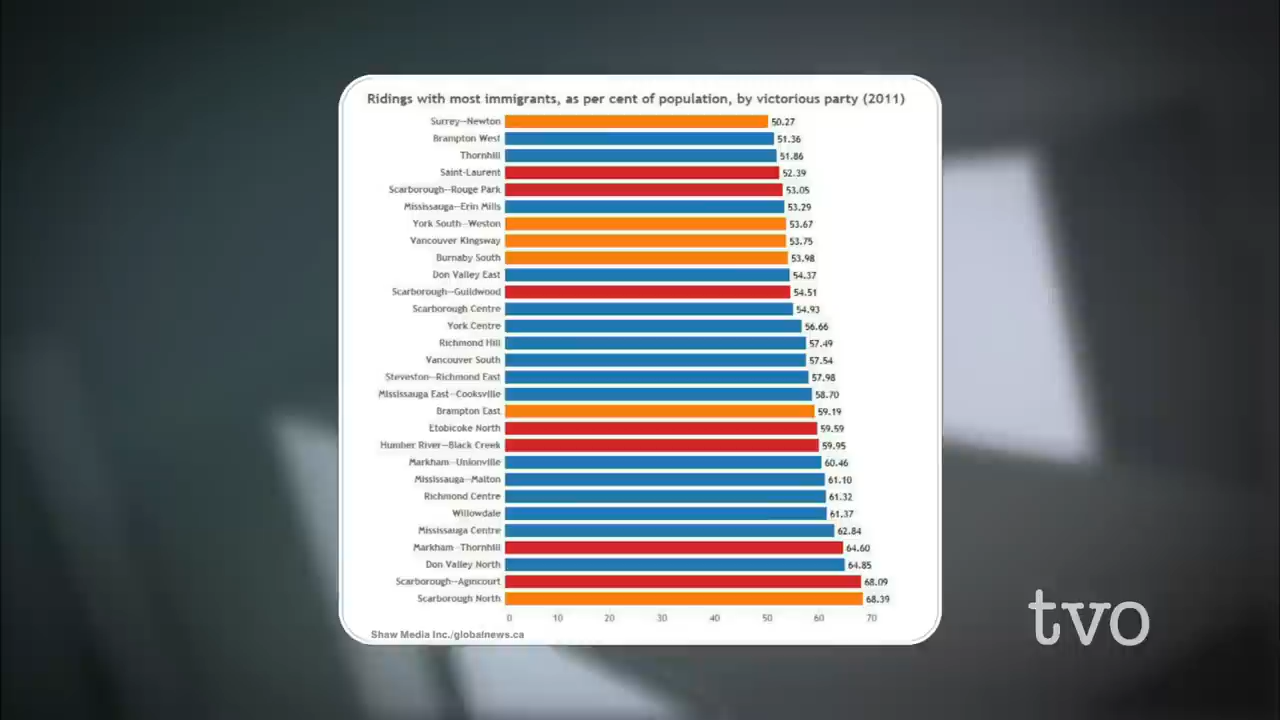 Ridings with most immigrants, as per cent of population, by victorious party (2011)
Surrey--Newton 50.27
Brampton West 51.36
Thornhill 51.86
Saint-Laurent 52.39
Scarborough--Rouge Park 53.05
Mississauga--Erin Mills 53.29
York South--Weston 53.67
Vancouver Kingsway 53.75
Burnaby South 53.98
Don Valley East 54.37
Scarborough--Guildwood 54.51
Scarborough Centre 54.93
York Centre 56.66
Richmond Hill 57.49
Vancouver South 57.54
Steveston--Richmond East 57.98
Mississauga East--Cooksville 58.70
Brampton East 59.19
Etobicoke North 59.59
Humber River--Black Creek 59.95
Markham--Unionville 60.46
Mississauga--Malton 61.10
Richmond Centre 61.32
Willowdale 61.37
Mississauga Centre 62.84
Markham--Thornhill 64.60
Don Valley North 64.85
Scarborough--Agincourt 68.09
Scarborough North 68.39
0 10 20 30 40 50 60 70
Shaw Media Inc./globalnews.ca
tvo